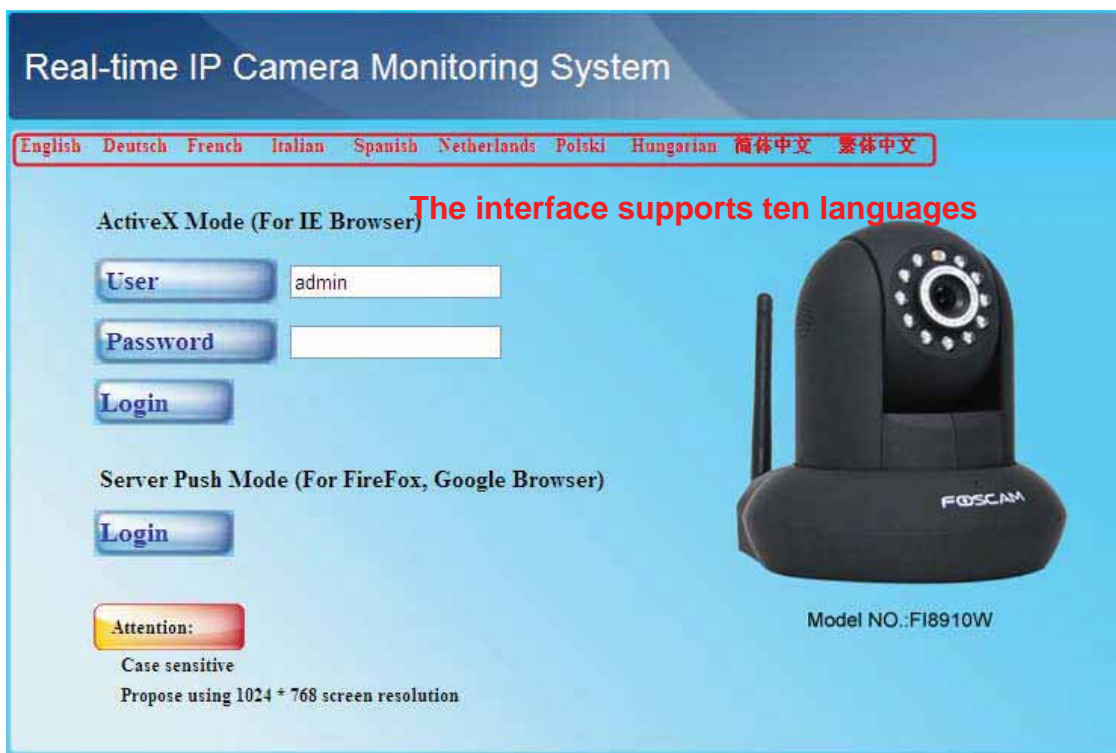 Real-time IP Camera Monitoring System
English Deutsch French Italian Spanish Netherlands Polski Hungarian 简体中文 繁体中文
The interface supports ten languages
ActiveX Mode (For IE Browser)
User admin
Password
Login
Server Push Mode (For FireFox, Google Browser)
Login
FOSCAM
Attention:
Model NO.:FI8910W
Case sensitive
Propose using 1024 * 768 screen resolution